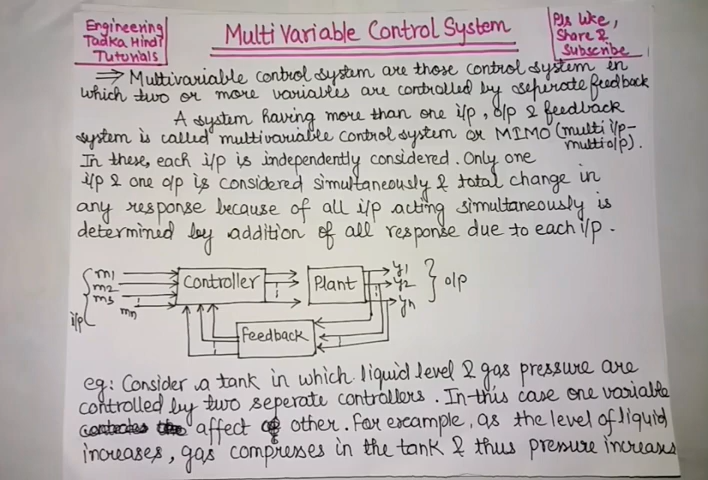 Engineering
Tadka Hindi
Tutorials
Multi Variable Control System
Pls like,
Share &
Subscribe
⇒ Multivariable control system are those control system in
which two or more variables are controlled by seperate feedback
A system having more than one i/p, o/p & feedback
system is called multivariable control system or MIMO (multi i/p-
multi o/p).
In these, each i/p is independently considered. Only one
i/p & one o/p is considered simultaneously & total change in
any response because of all i/p acting simultaneously is
determined by addition of all response due to each i/p.
i/p
m1
m2
m3
mn
Controller
Plant
y1
y2
yn
o/p
feedback
eg: Consider a tank in which liquid level & gas pressure are
controlled by two seperate controllers. In this case one variable
affect other. For example, as the level of liquid
increases, gas compresses in the tank & thus pressure increases